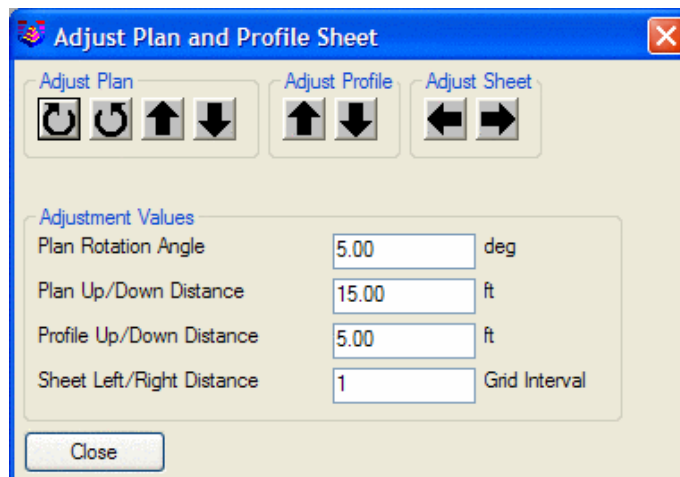 Adjust Plan and Profile Sheet
Adjust Plan Adjust Profile Adjust Sheet
Adjustment Values
Plan Rotation Angle 5.00 deg
Plan Up/Down Distance 15.00 ft
Profile Up/Down Distance 5.00 ft
Sheet Left/Right Distance 1 Grid Interval
Close